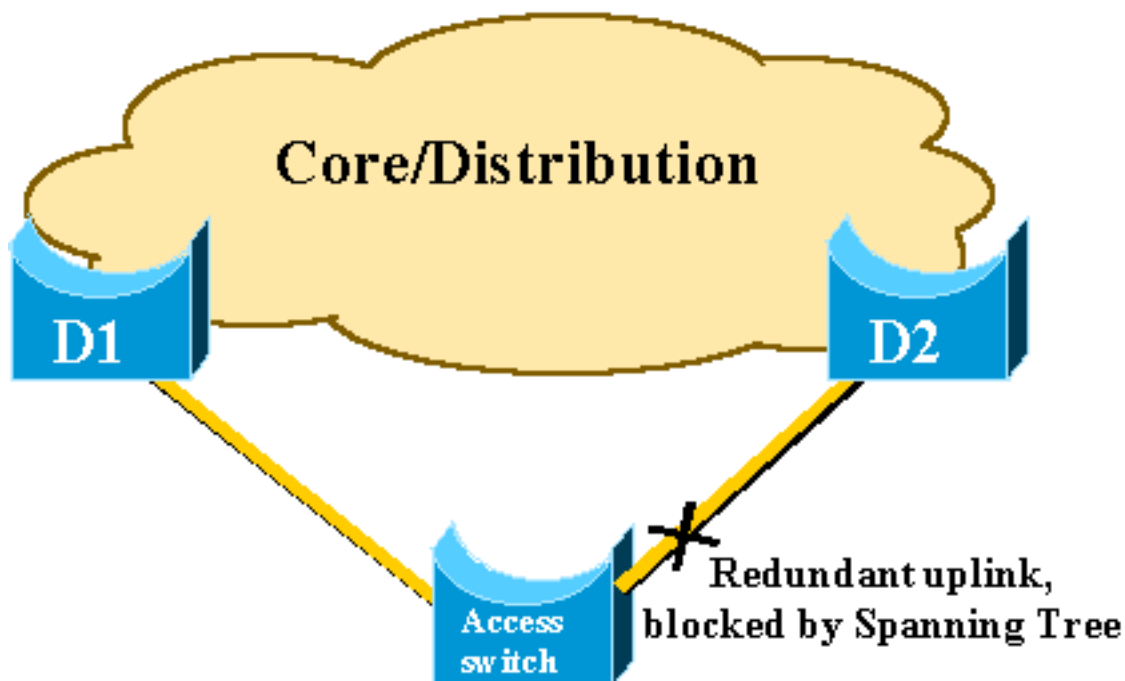 Core/Distribution
D1
D2
Access
switch
Redundant uplink,
blocked by Spanning Tree